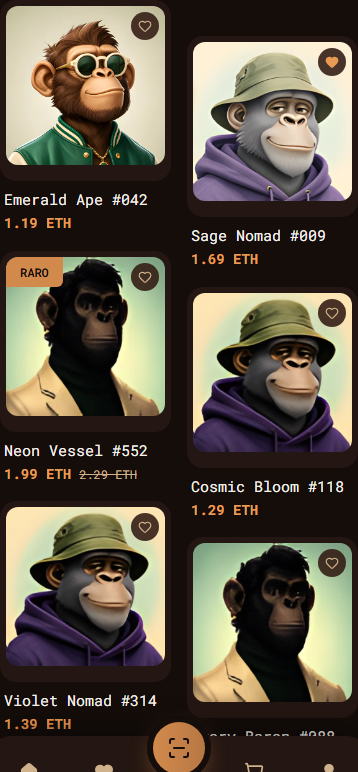 Emerald Ape #042
1.19 ETH
Sage Nomad #009
1.69 ETH
RARO
Neon Vessel #552
1.99 ETH 2.29 ETH
Cosmic Bloom #118
1.29 ETH
Violet Nomad #314
1.39 ETH